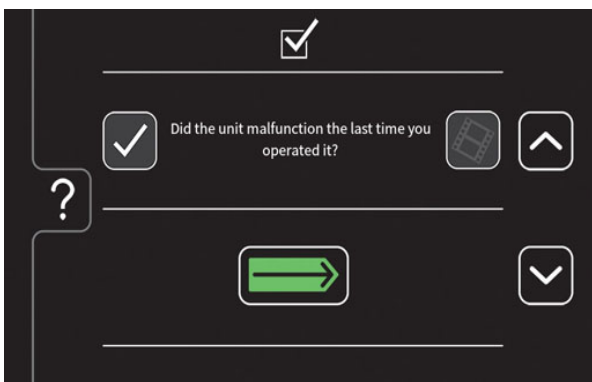 Did the unit malfunction the last time you
operated it?
?